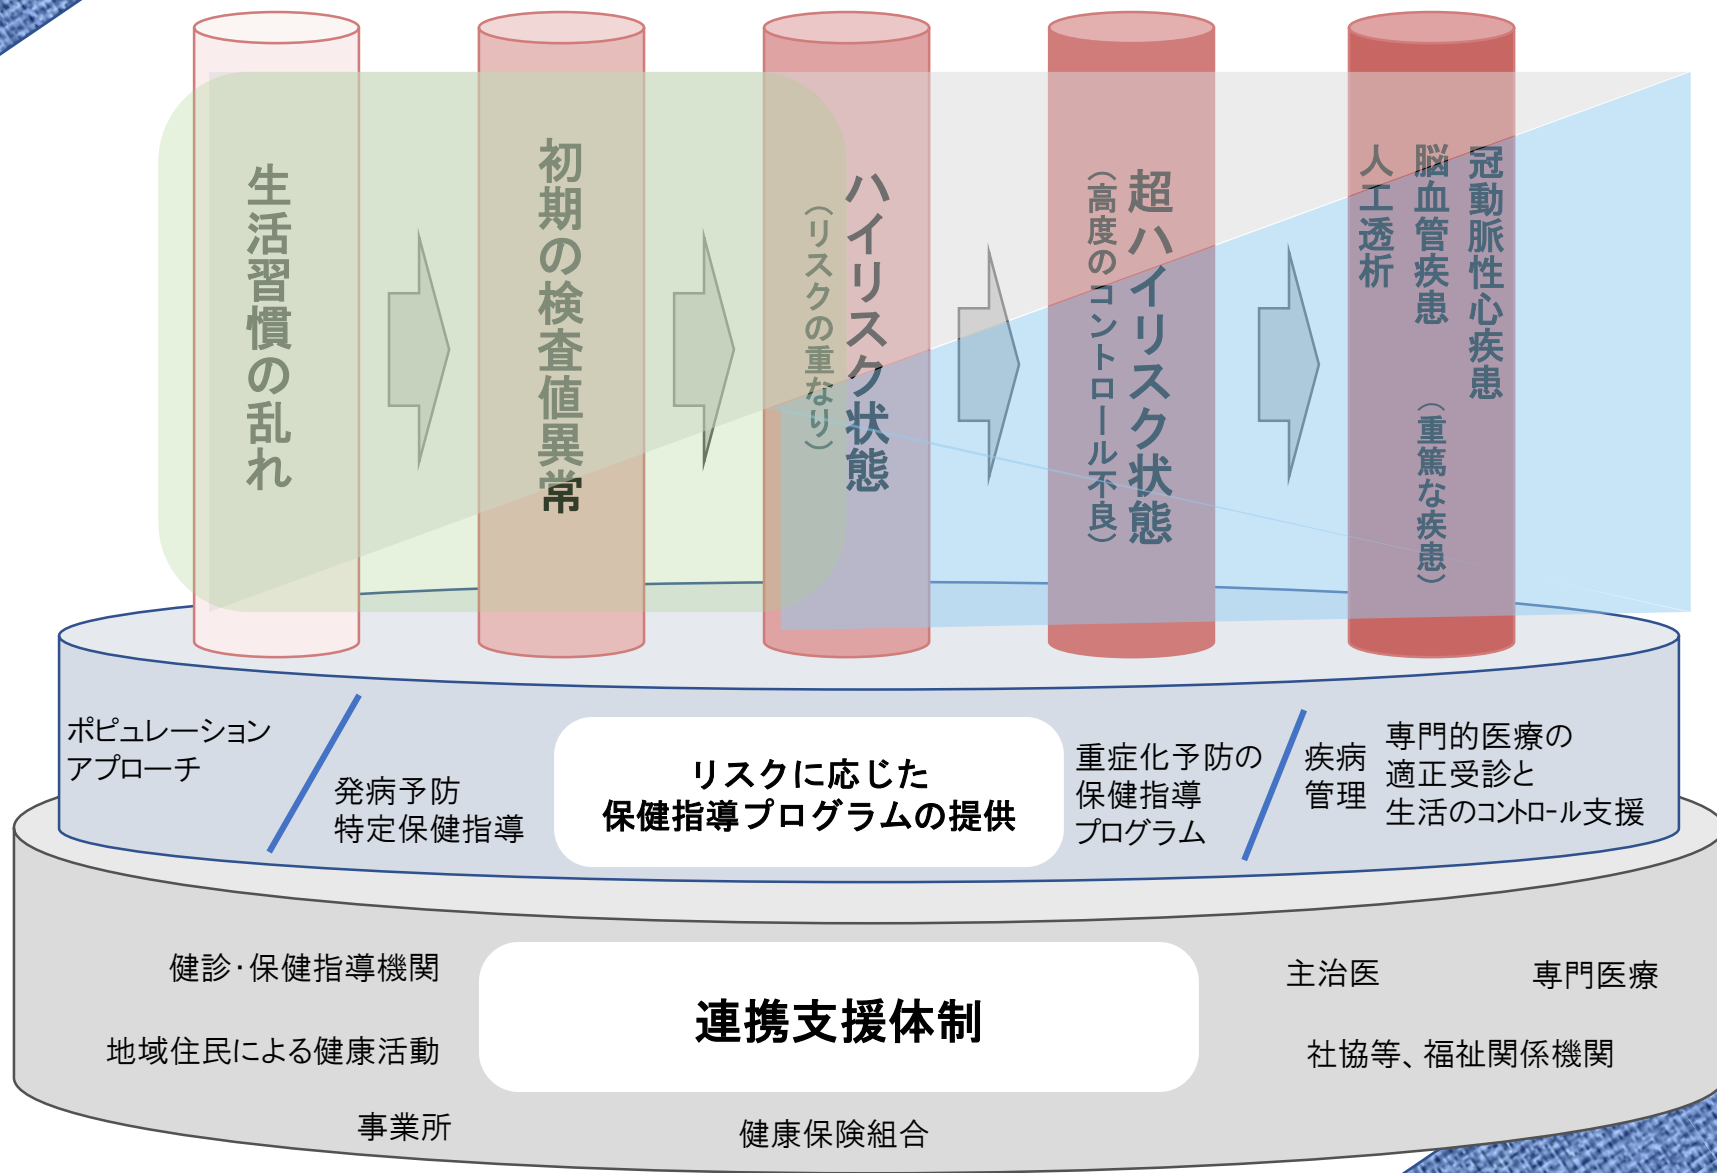 生活習慣の乱れ
初期の検査値異常
ハイリスク状態
（リスクの重なり）
超ハイリスク状態
（高度のコントロール不良）
冠動脈性心疾患
脳血管疾患
人工透析
（重篤な疾患）
ポピュレーション
アプローチ
発病予防
特定保健指導
リスクに応じた
保健指導プログラムの提供
重症化予防の
保健指導
プログラム
疾病
管理
専門的医療の
適正受診と
生活のコントロール支援
健診・保健指導機関
地域住民による健康活動
事業所
連携支援体制
健康保険組合
主治医
専門医療
社協等、福祉関係機関